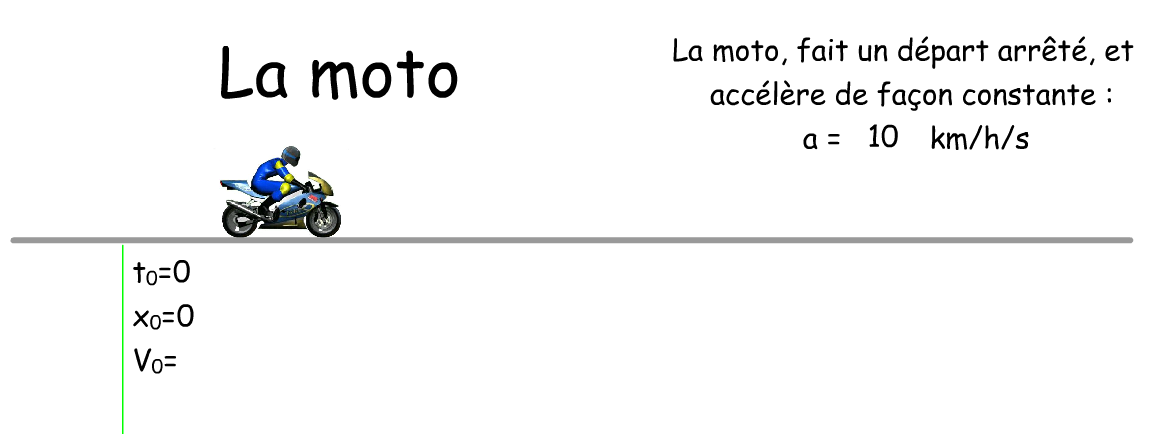 La moto
La moto, fait un départ arrêté, et
accélère de façon constante :
a = 10 km/h/s
t₀=0
x₀=0
V₀=